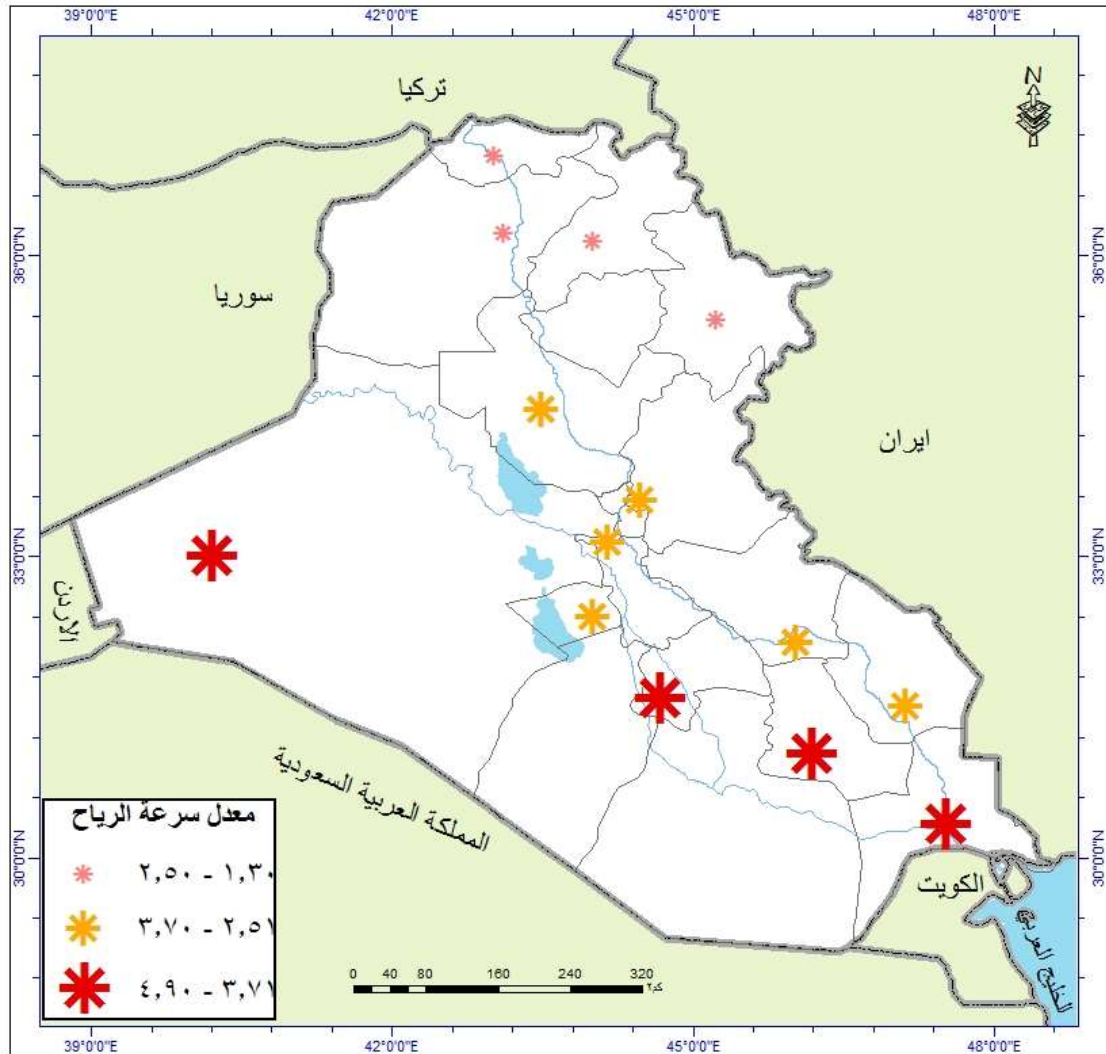 39°0'0"E
42°0'0"E
45°0'0"E
48°0'0"E
N
تركيا
سوريا
ايران
36°0'0"N
36°0'0"N
33°0'0"N
33°0'0"N
الاردن
المملكة العربية السعودية
30°0'0"N
30°0'0"N
الكويت
الخليج العربي
معدل سرعة الرياح
١,٣٠ - ٢,٥٠
٢,٥١ - ٣,٧٠
٣,٧١ - ٤,٩٠
0 40 80 160 240 320
كم٢
39°0'0"E
42°0'0"E
45°0'0"E
48°0'0"E